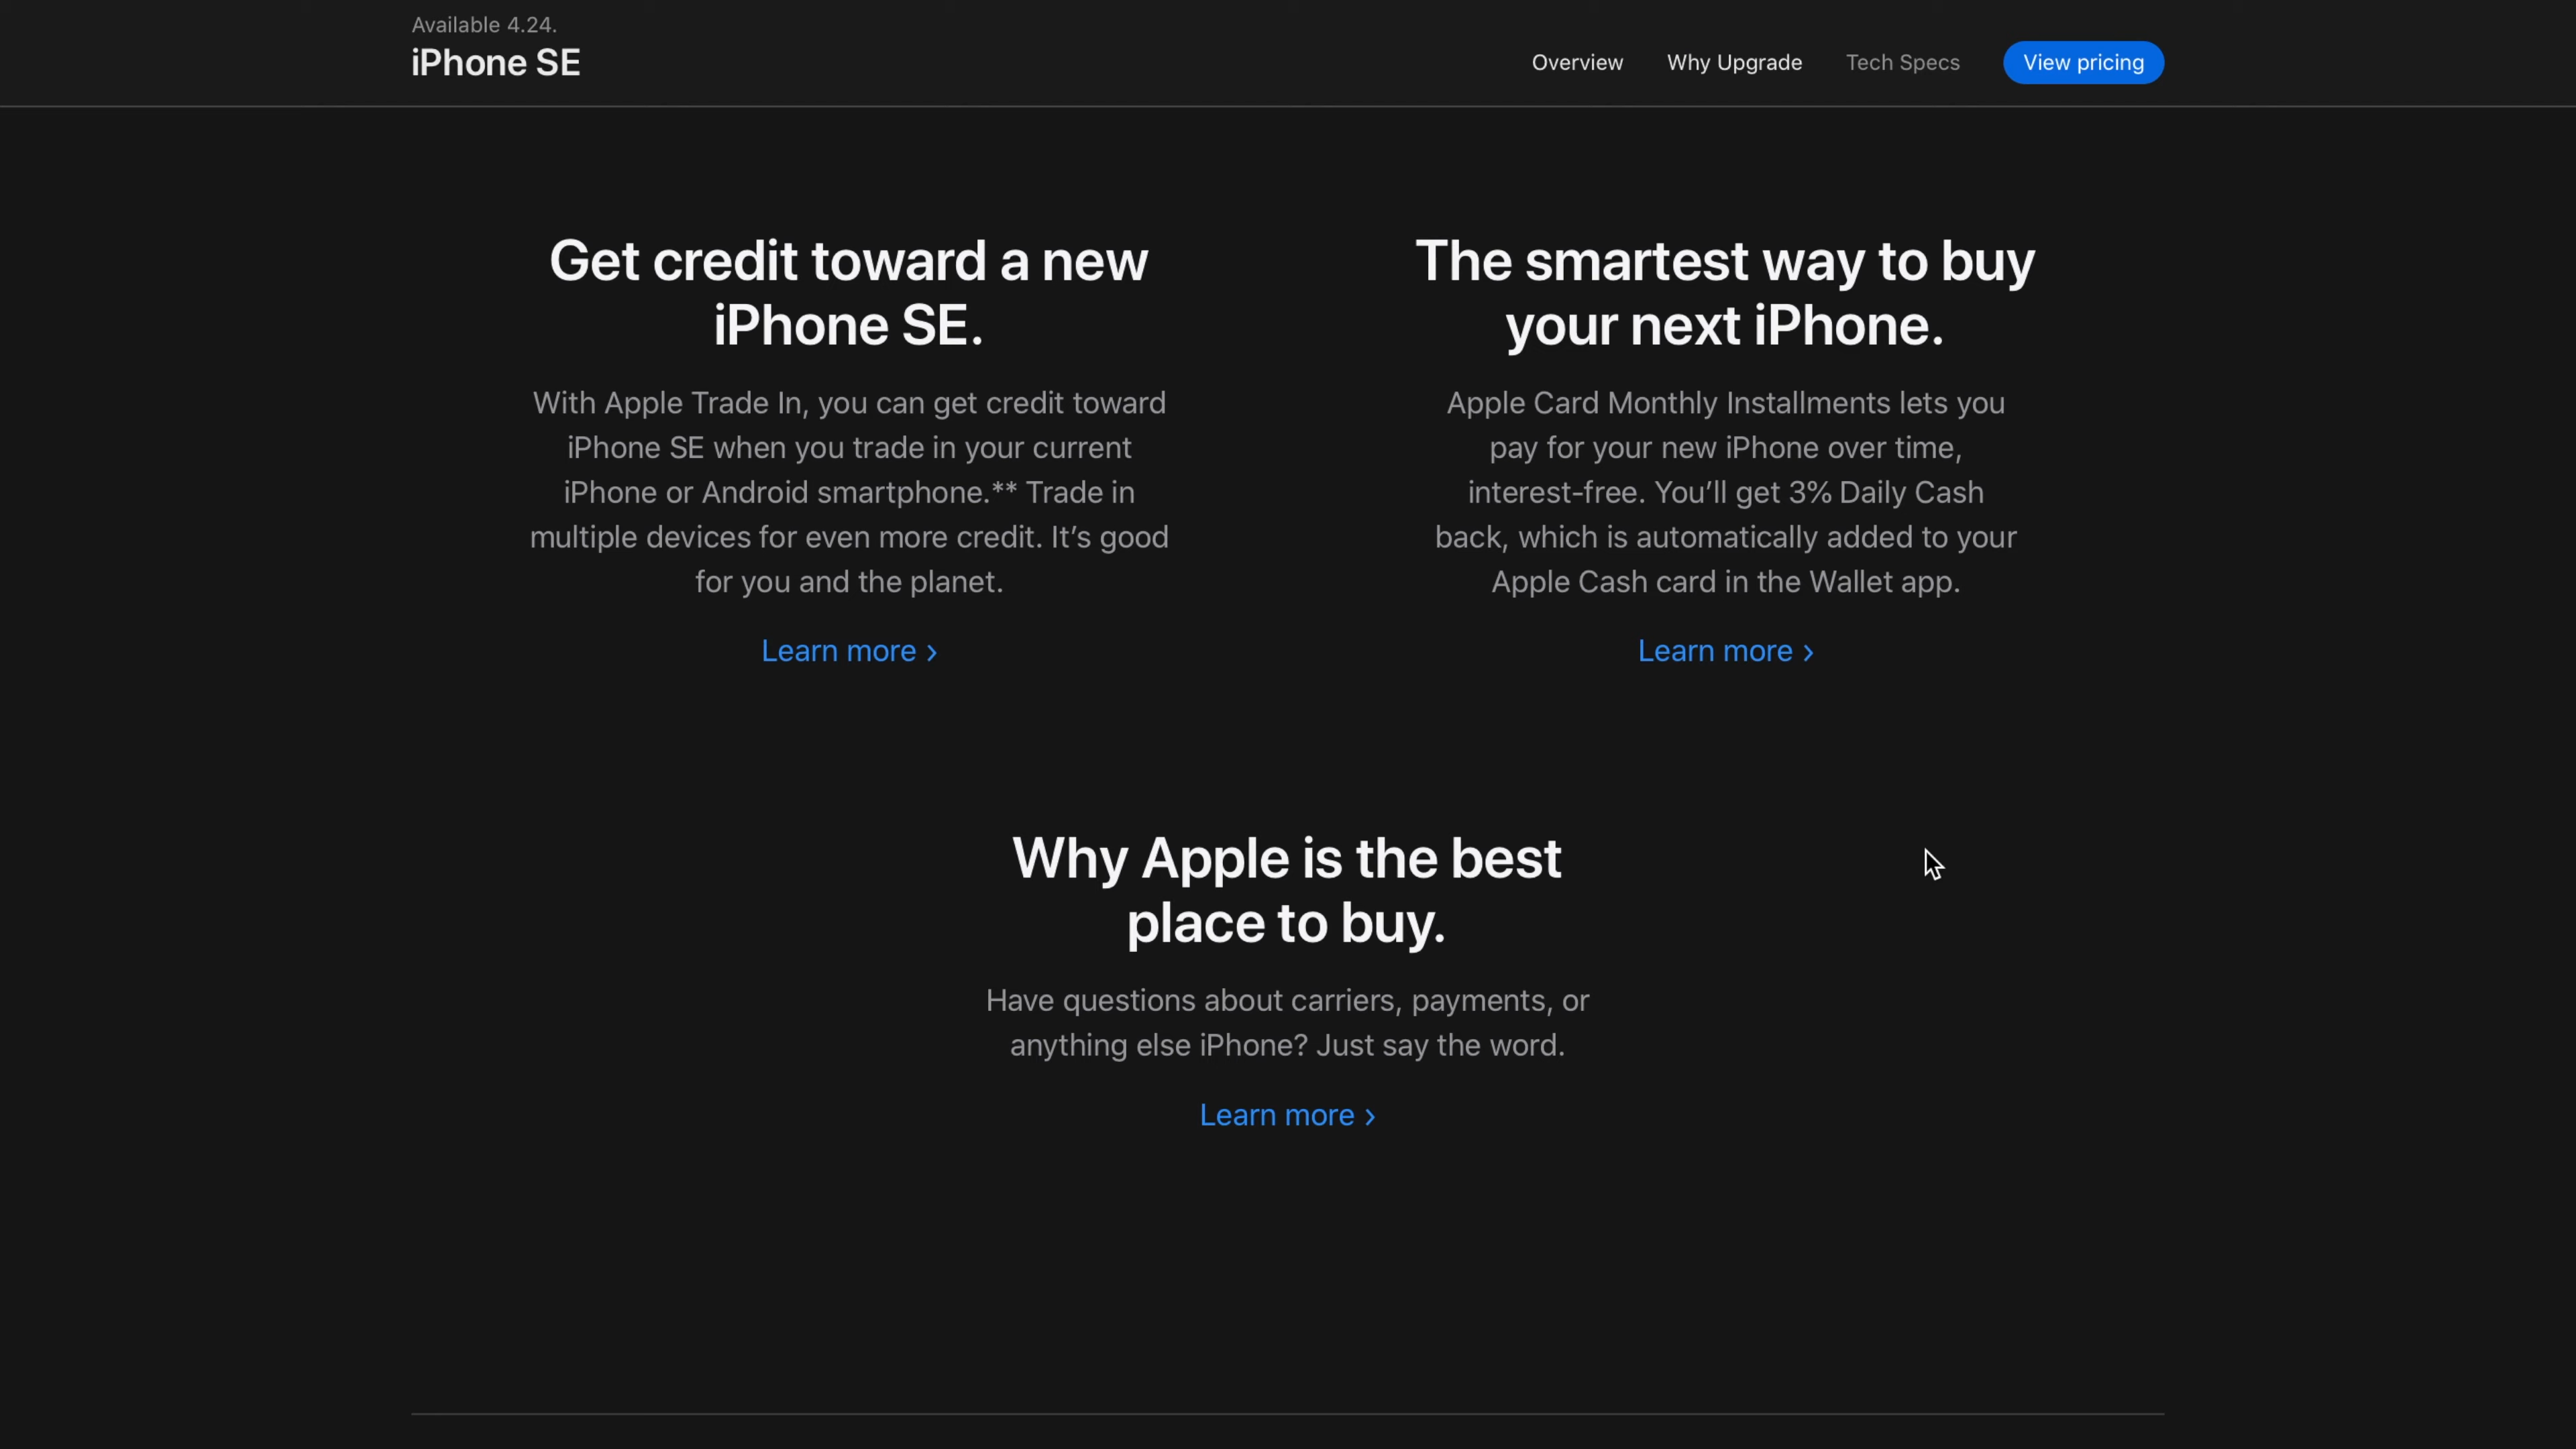 Available 4.24.
iPhone SE
Overview
Why Upgrade
Tech Specs
View pricing
Get credit toward a new
iPhone SE.
With Apple Trade In, you can get credit toward
iPhone SE when you trade in your current
iPhone or Android smartphone.** Trade in
multiple devices for even more credit. It’s good
for you and the planet.
Learn more ›
The smartest way to buy
your next iPhone.
Apple Card Monthly Installments lets you
pay for your new iPhone over time,
interest-free. You’ll get 3% Daily Cash
back, which is automatically added to your
Apple Cash card in the Wallet app.
Learn more ›
Why Apple is the best
place to buy.
Have questions about carriers, payments, or
anything else iPhone? Just say the word.
Learn more ›